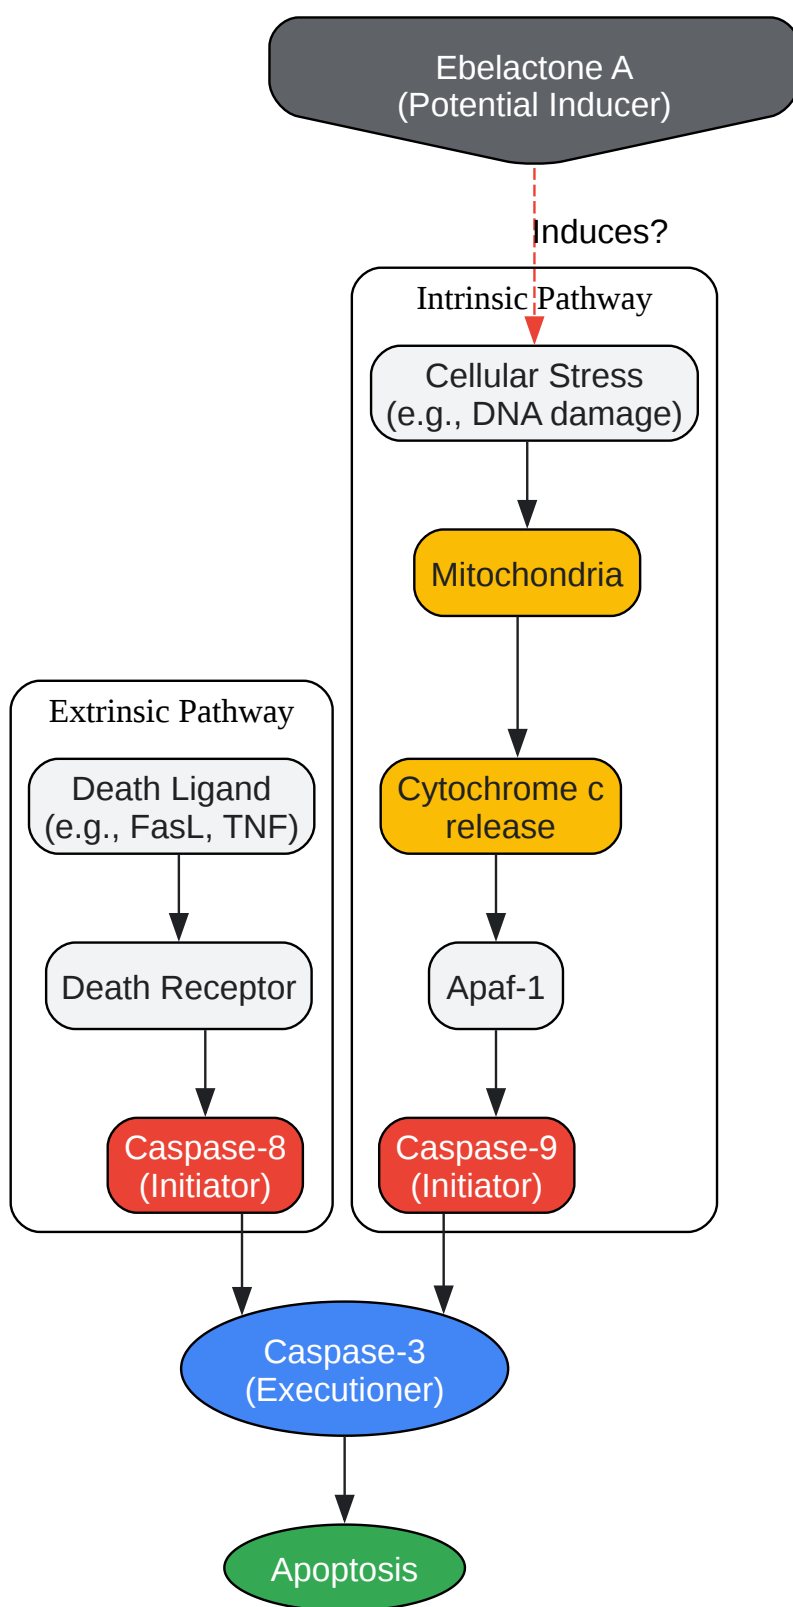 Ebelactone A
(Potential Inducer)
Induces?
Intrinsic Pathway
Cellular Stress
(e.g., DNA damage)
Mitochondria
Cytochrome c
release
Apaf-1
Caspase-9
(Initiator)
Extrinsic Pathway
Death Ligand
(e.g., FasL, TNF)
Death Receptor
Caspase-8
(Initiator)
Caspase-3
(Executioner)
Apoptosis